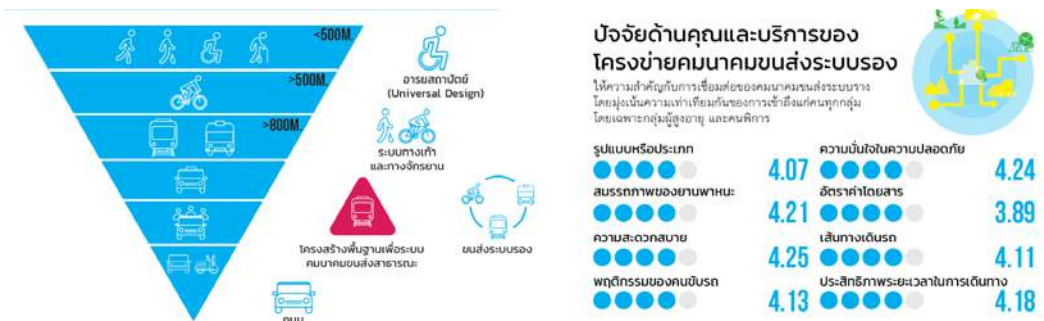 <500M.
>500M.
>800M.
อารยสถาปัตย์
(Universal Design)
ระบบทางเท้า
และทางจักรยาน
โครงสร้างพื้นฐานเพื่อระบบ
คมนาคมขนส่งสาธารณะ
ขนส่งระบบรอง
ถนน
ปัจจัยด้านคุณและบริการของ
โครงข่ายคมนาคมขนส่งระบบรอง
ให้ความสำคัญกับการเชื่อมต่อของคมนาคมขนส่งระบบราง
โดยมุ่งเน้นความเท่าเทียมกันของการเข้าถึงแก่คนทุกกลุ่ม
โดยเฉพาะกลุ่มผู้สูงอายุ และคนพิการ
รูปแบบหรือประเภท
4.07
ความมั่นใจในความปลอดภัย
4.24
สมรรถภาพของยานพาหนะ
4.21
อัตราค่าโดยสาร
3.89
ความสะดวกสบาย
4.25
เส้นทางเดินรถ
4.11
พฤติกรรมของคนขับรถ
4.13
ประสิทธิภาพระยะเวลาในการเดินทาง
4.18